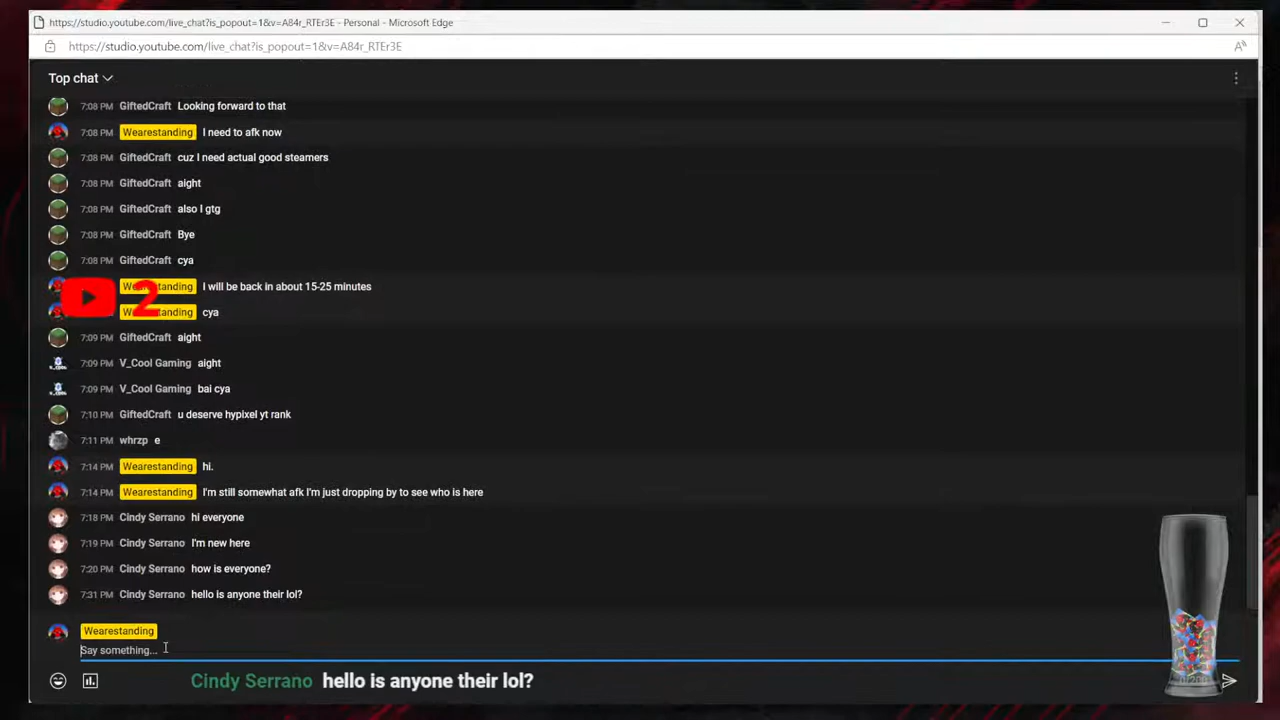 https://studio.youtube.com/live_chat?is_popout=1&v=A84r_RTEr3E - Personal - Microsoft Edge
https://studio.youtube.com/live_chat?is_popout=1&v=A84r_RTEr3E
Top chat
7:08 PM GiftedCraft Looking forward to that
7:08 PM Wearestanding I need to afk now
7:08 PM GiftedCraft cuz I need actual good steamers
7:08 PM GiftedCraft aight
7:08 PM GiftedCraft also I gtg
7:08 PM GiftedCraft Bye
7:08 PM GiftedCraft cya
Wearestanding I will be back in about 15-25 minutes
2
Wearestanding cya
7:09 PM GiftedCraft aight
7:09 PM V_Cool Gaming aight
7:09 PM V_Cool Gaming bai cya
7:10 PM GiftedCraft u deserve hypixel yt rank
7:11 PM whrzp e
7:14 PM Wearestanding hi.
7:14 PM Wearestanding I'm still somewhat afk I'm just dropping by to see who is here
7:18 PM Cindy Serrano hi everyone
7:19 PM Cindy Serrano I'm new here
7:20 PM Cindy Serrano how is everyone?
7:31 PM Cindy Serrano hello is anyone their lol?
Wearestanding
Say something...
Cindy Serrano hello is anyone their lol?